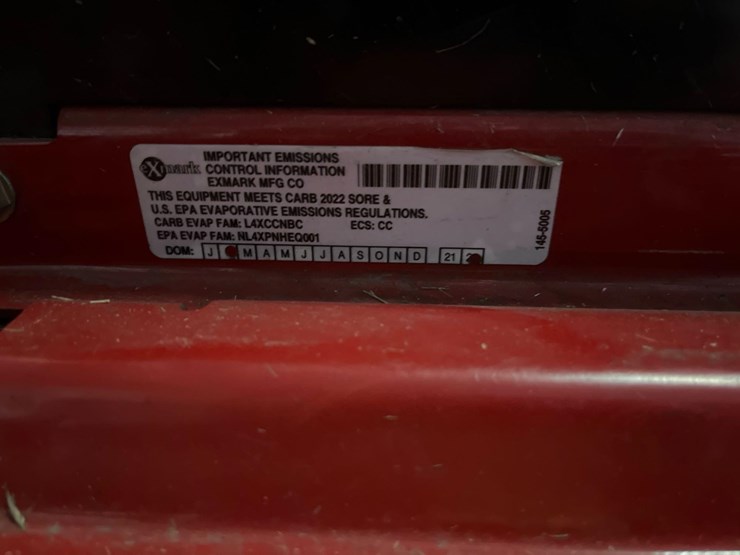 eXmark
IMPORTANT EMISSIONS
CONTROL INFORMATION
EXMARK MFG CO
THIS EQUIPMENT MEETS CARB 2022 SORE &
U.S. EPA EVAPORATIVE EMISSIONS REGULATIONS.
CARB EVAP FAM: L4XCCNBC ECS: CC
EPA EVAP FAM: NL4XPNHEQ001
DOM: J M A M J J A S O N D 21
145-5005